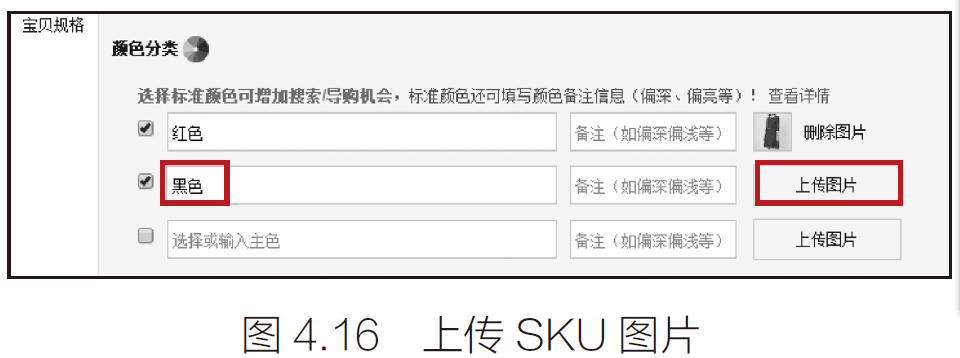 宝贝规格
颜色分类
选择标准颜色可增加搜索/导购机会，标准颜色还可填写颜色备注信息（偏深、偏亮等）！ 查看详情
红色 备注（如偏深偏浅等） 删除图片
黑色 备注（如偏深偏浅等） 上传图片
选择或输入主色 备注（如偏深偏浅等） 上传图片
图 4.16 上传 SKU 图片